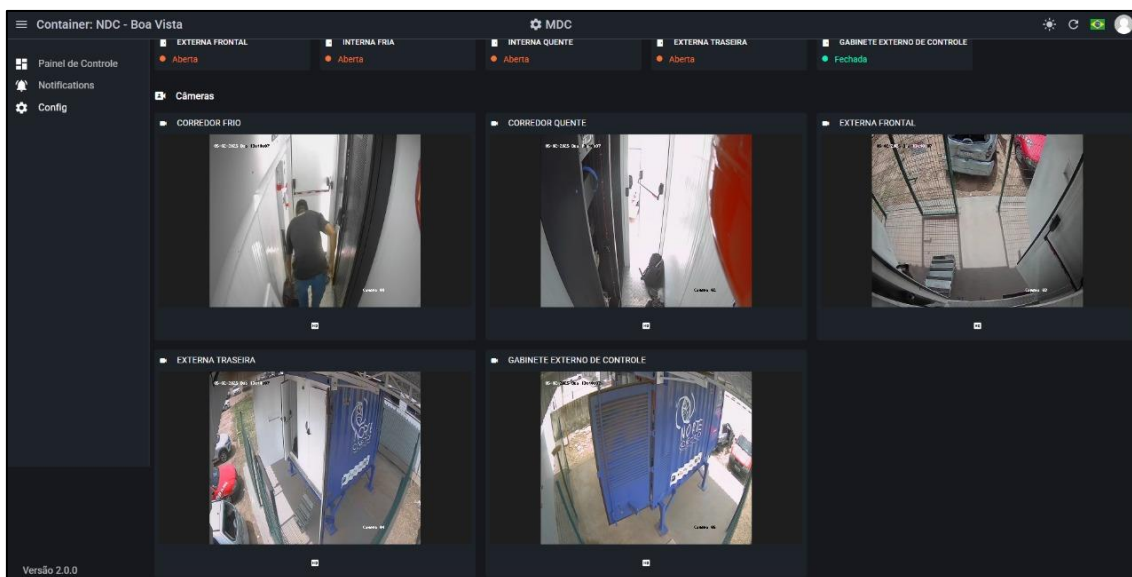 Container: NDC - Boa Vista
MDC
Painel de Controle
Notifications
Config
EXTERNA FRONTAL
Aberta
INTERNA FRIA
Aberta
INTERNA QUENTE
Aberta
EXTERNA TRASEIRA
Aberta
GABINETE EXTERNO DE CONTROLE
Fechada
Câmeras
CORREDOR FRIO
CORREDOR QUENTE
EXTERNA FRONTAL
EXTERNA TRASEIRA
GABINETE EXTERNO DE CONTROLE
Versão 2.0.0